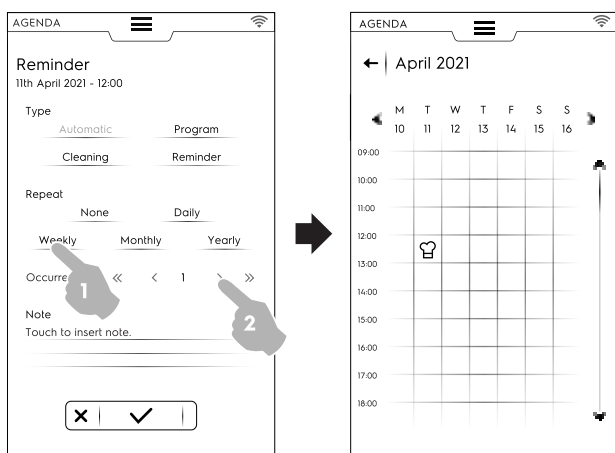 AGENDA
Reminder
11th April 2021 - 12:00
Type
Automatic Program
Cleaning Reminder
Repeat
None Daily
Weekly Monthly Yearly
Occurre « < 1 > »
1
2
Note
Touch to insert note.
AGENDA
April 2021
M T W T F S S
10 11 12 13 14 15 16
09:00
10:00
11:00
12:00
13:00
14:00
15:00
16:00
17:00
18:00